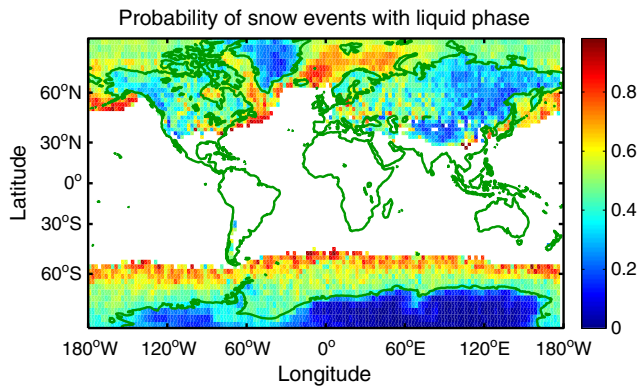 Probability of snow events with liquid phase
Latitude
60°N
30°N
0°
30°S
60°S
180°W
120°W
60°W
0°
60°E
120°E
180°W
Longitude
0.8
0.6
0.4
0.2
0